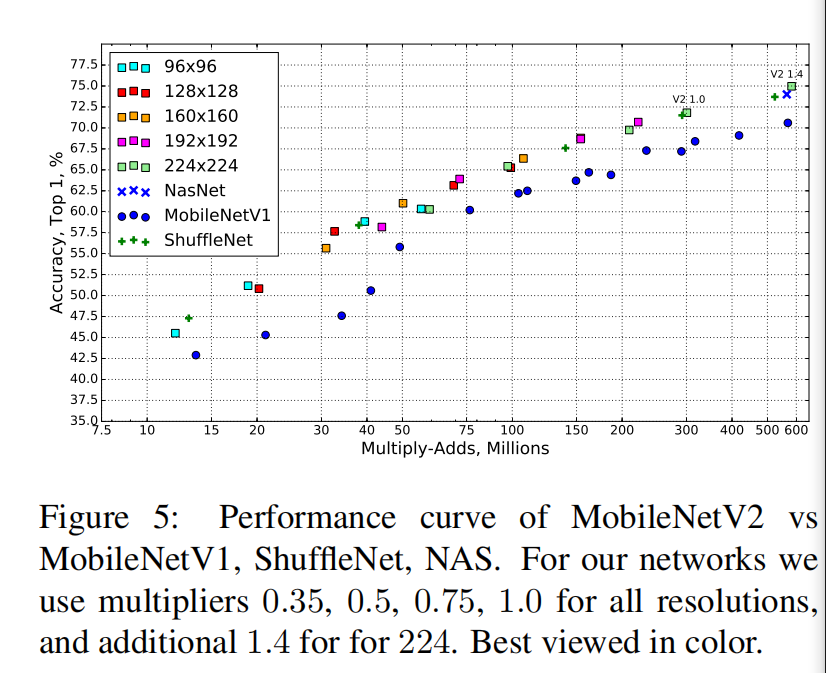 77.5
75.0
72.5
70.0
67.5
65.0
62.5
60.0
57.5
55.0
52.5
50.0
47.5
45.0
42.5
40.0
37.5
35.0
Accuracy, Top 1, %
96x96
128x128
160x160
192x192
224x224
NasNet
MobileNetV1
ShuffleNet
V2 1.0
V2 1.4
7.5 10 15 20 30 40 50 75 100 150 200 300 400 500 600
Multiply-Adds, Millions
Figure 5: Performance curve of MobileNetV2 vs
MobileNetV1, ShuffleNet, NAS. For our networks we
use multipliers 0.35, 0.5, 0.75, 1.0 for all resolutions,
and additional 1.4 for for 224. Best viewed in color.